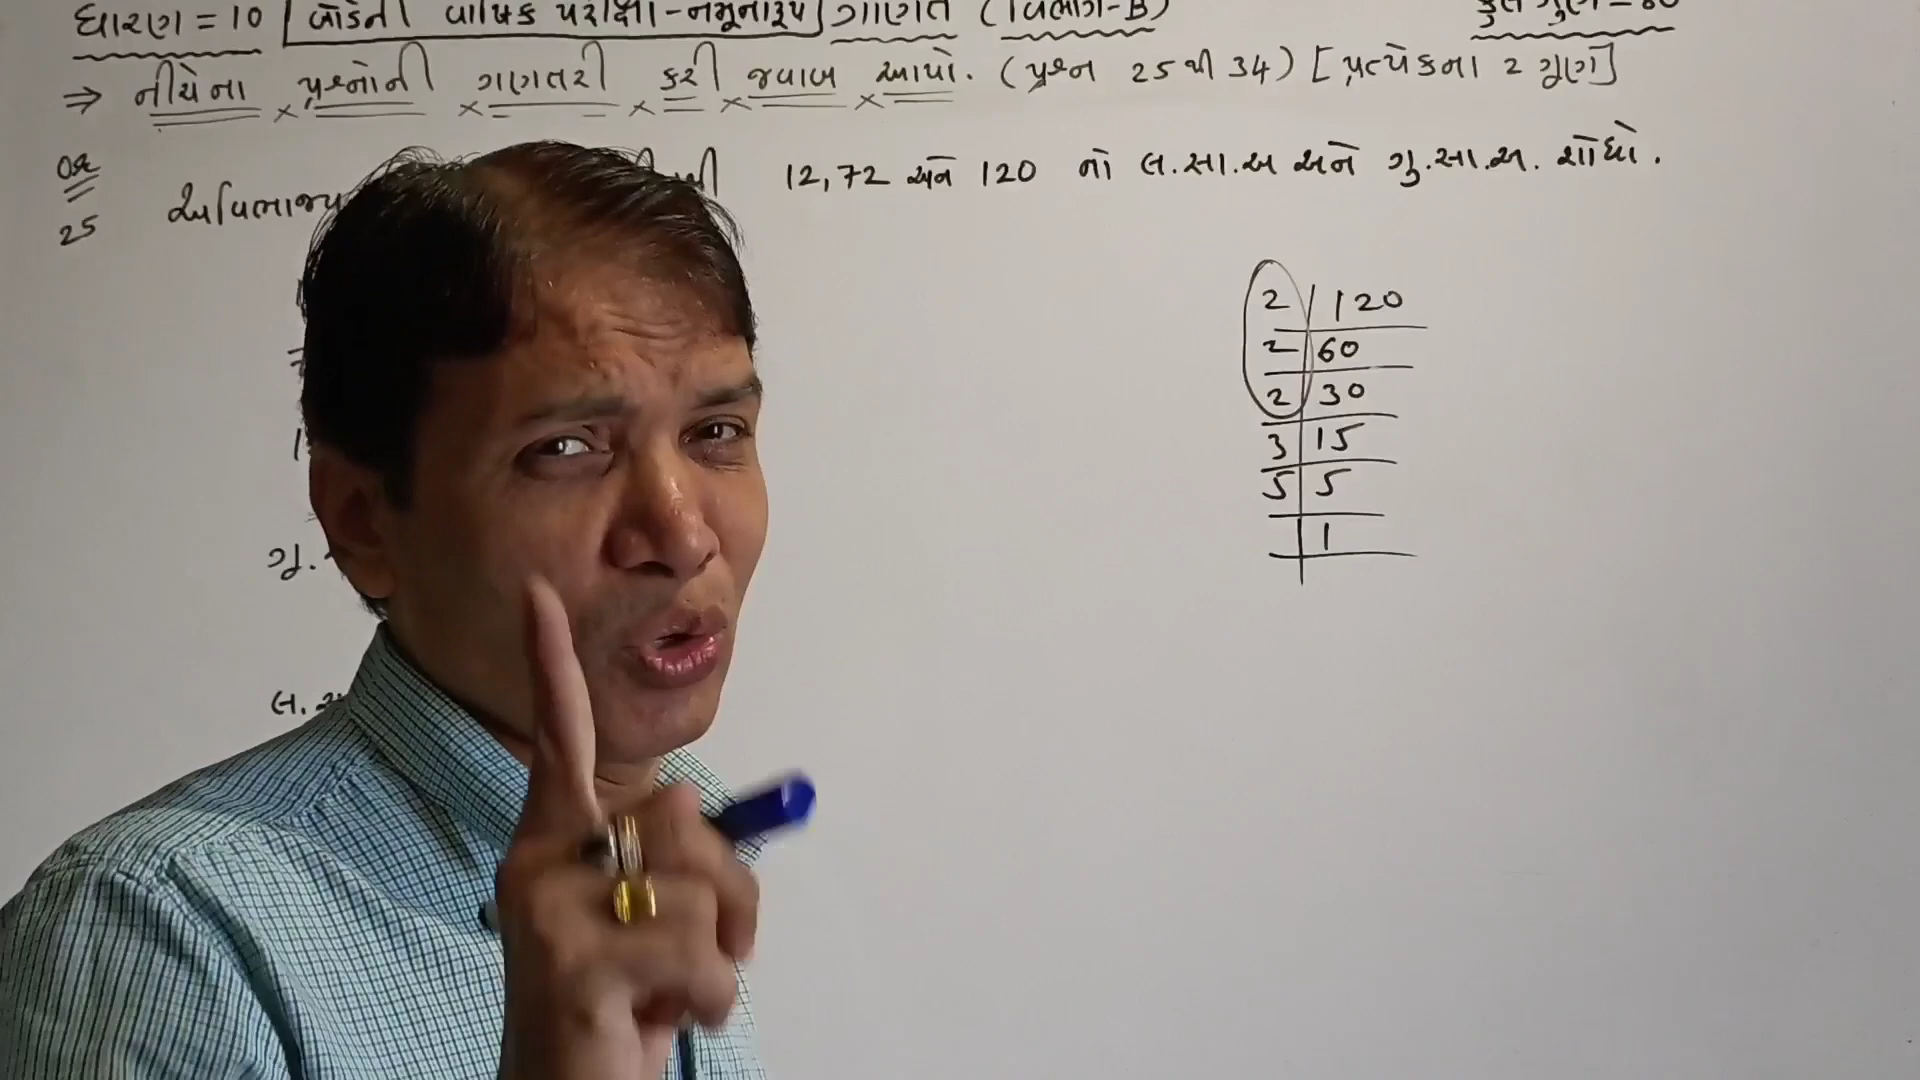 ધોરણ = 10 બોર્ડની વાર્ષિક પરીક્ષા - નમૂનારૂપ ગણિત (વિભાગ-B)
⇒ નીચેના પ્રશ્નોની ગણતરી કરી જવાબ આપો. (પ્રશ્ન 25 થી 34) [પ્રત્યેકના 2 ગુણ]
અવિભાજ્ય 12, 72 અને 120 નો લ.સા.અ અને ગુ.સા.અ. શોધો.
25
2 | 120
2 | 60
2 | 30
3 | 15
5 | 5
1
ગુ.
લ.